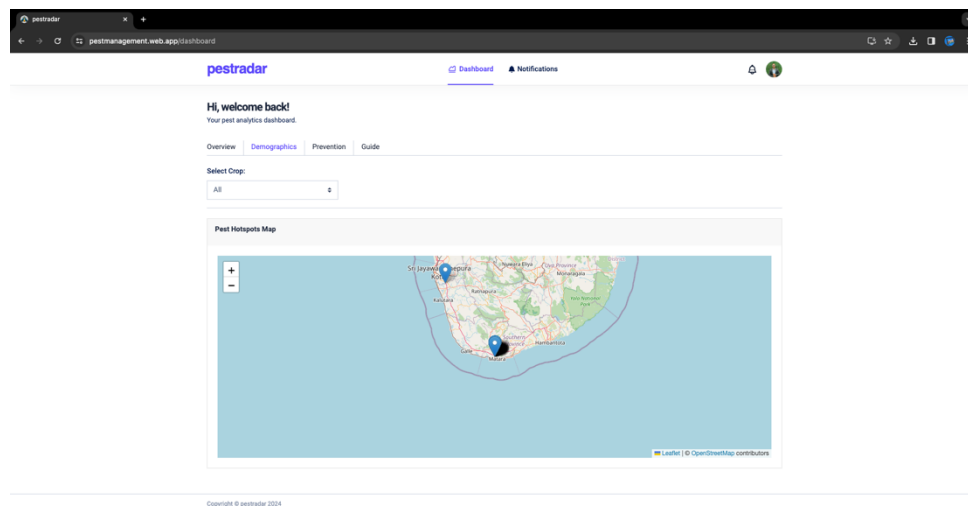 pestradar
pestmanagement.web.app/dashboard
pestradar
Dashboard
Notifications
Hi, welcome back!
Your pest analytics dashboard.
Overview Demographics Prevention Guide
Select Crop:
All
Pest Hotspots Map
+
−
Nuwara Eliya
Monaragala
Ratnapura
Kalutara
Southern
Hambantota
Galle
Matara
Leaflet | © OpenStreetMap contributors
Copyright © pestradar 2024